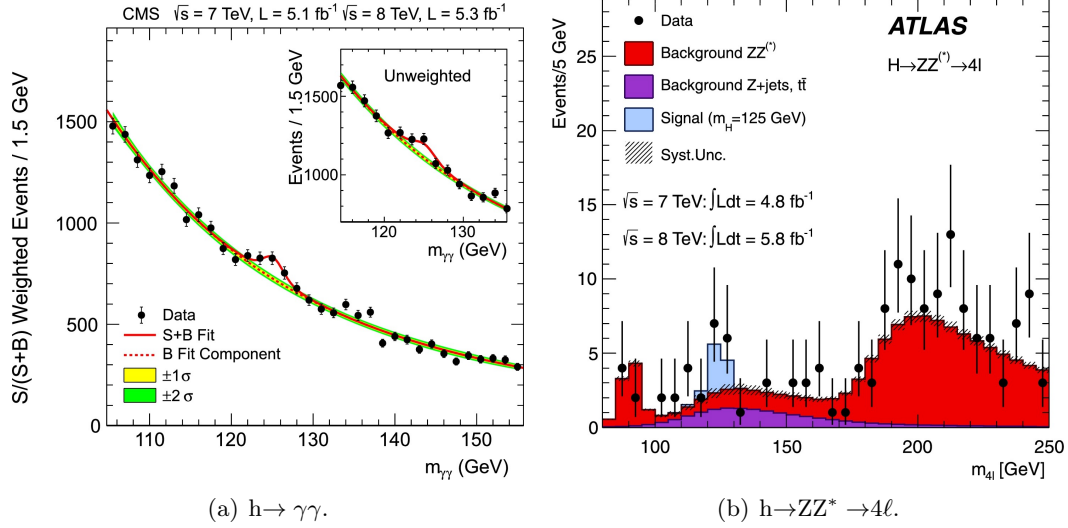 CMS √s = 7 TeV, L = 5.1 fb⁻¹ √s = 8 TeV, L = 5.3 fb⁻¹
S/(S+B) Weighted Events / 1.5 GeV
1500
1000
500
0
110 120 130 140 150
m_γγ (GeV)
Data
S+B Fit
B Fit Component
±1σ
±2 σ
Unweighted
Events / 1.5 GeV
1500
1000
120 130
m_γγ (GeV)
(a) h→ γγ.
Events/5 GeV
25
20
15
10
5
0
100 150 200 250
m₄ₗ [GeV]
Data
Background ZZ⁽*⁾
Background Z+jets, tt̄
Signal (m_H=125 GeV)
Syst.Unc.
√s = 7 TeV:∫Ldt = 4.8 fb⁻¹
√s = 8 TeV:∫Ldt = 5.8 fb⁻¹
ATLAS
H→ZZ⁽*⁾→4l
(b) h→ZZ* →4ℓ.